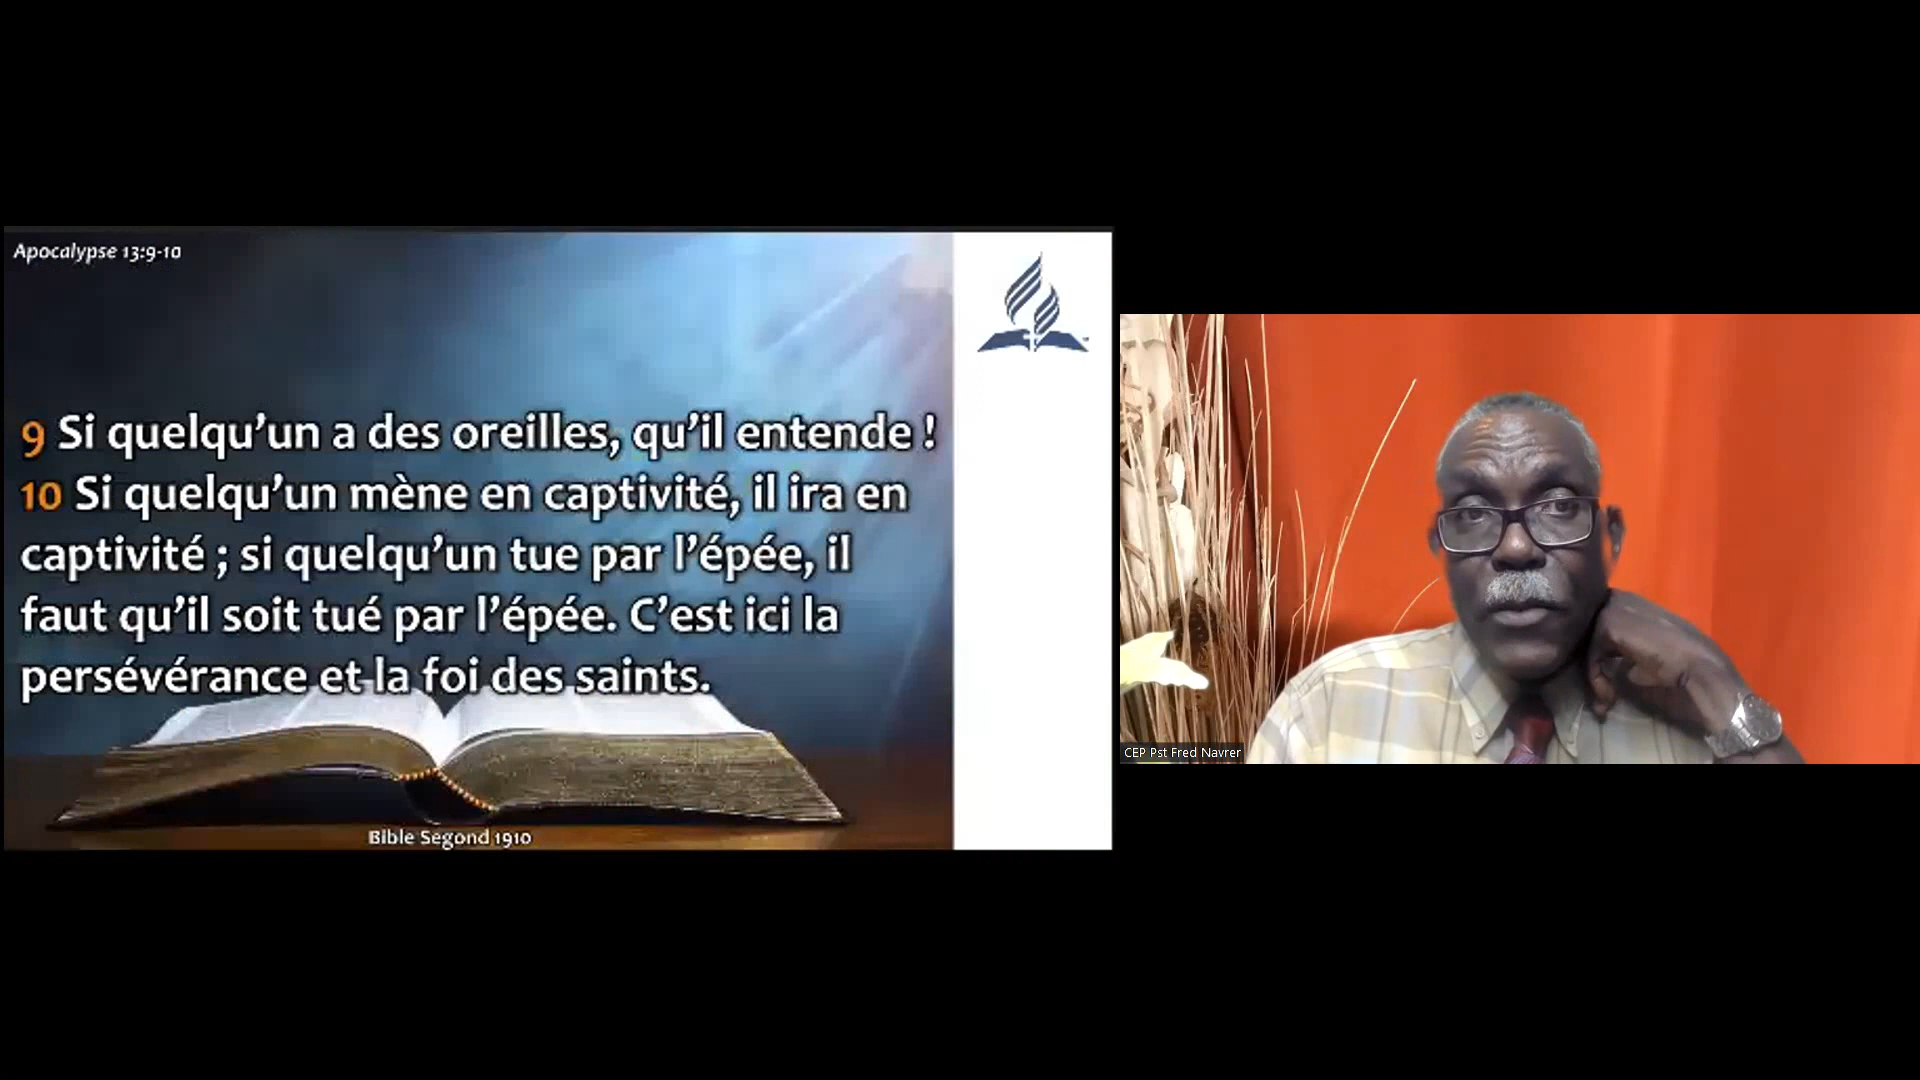 Apocalypse 13:9-10
9 Si quelqu’un a des oreilles, qu’il entende !
10 Si quelqu’un mène en captivité, il ira en
captivité ; si quelqu’un tue par l’épée, il
faut qu’il soit tué par l’épée. C’est ici la
persévérance et la foi des saints.
Bible Segond 1910
CEP Pst Fred Navrer